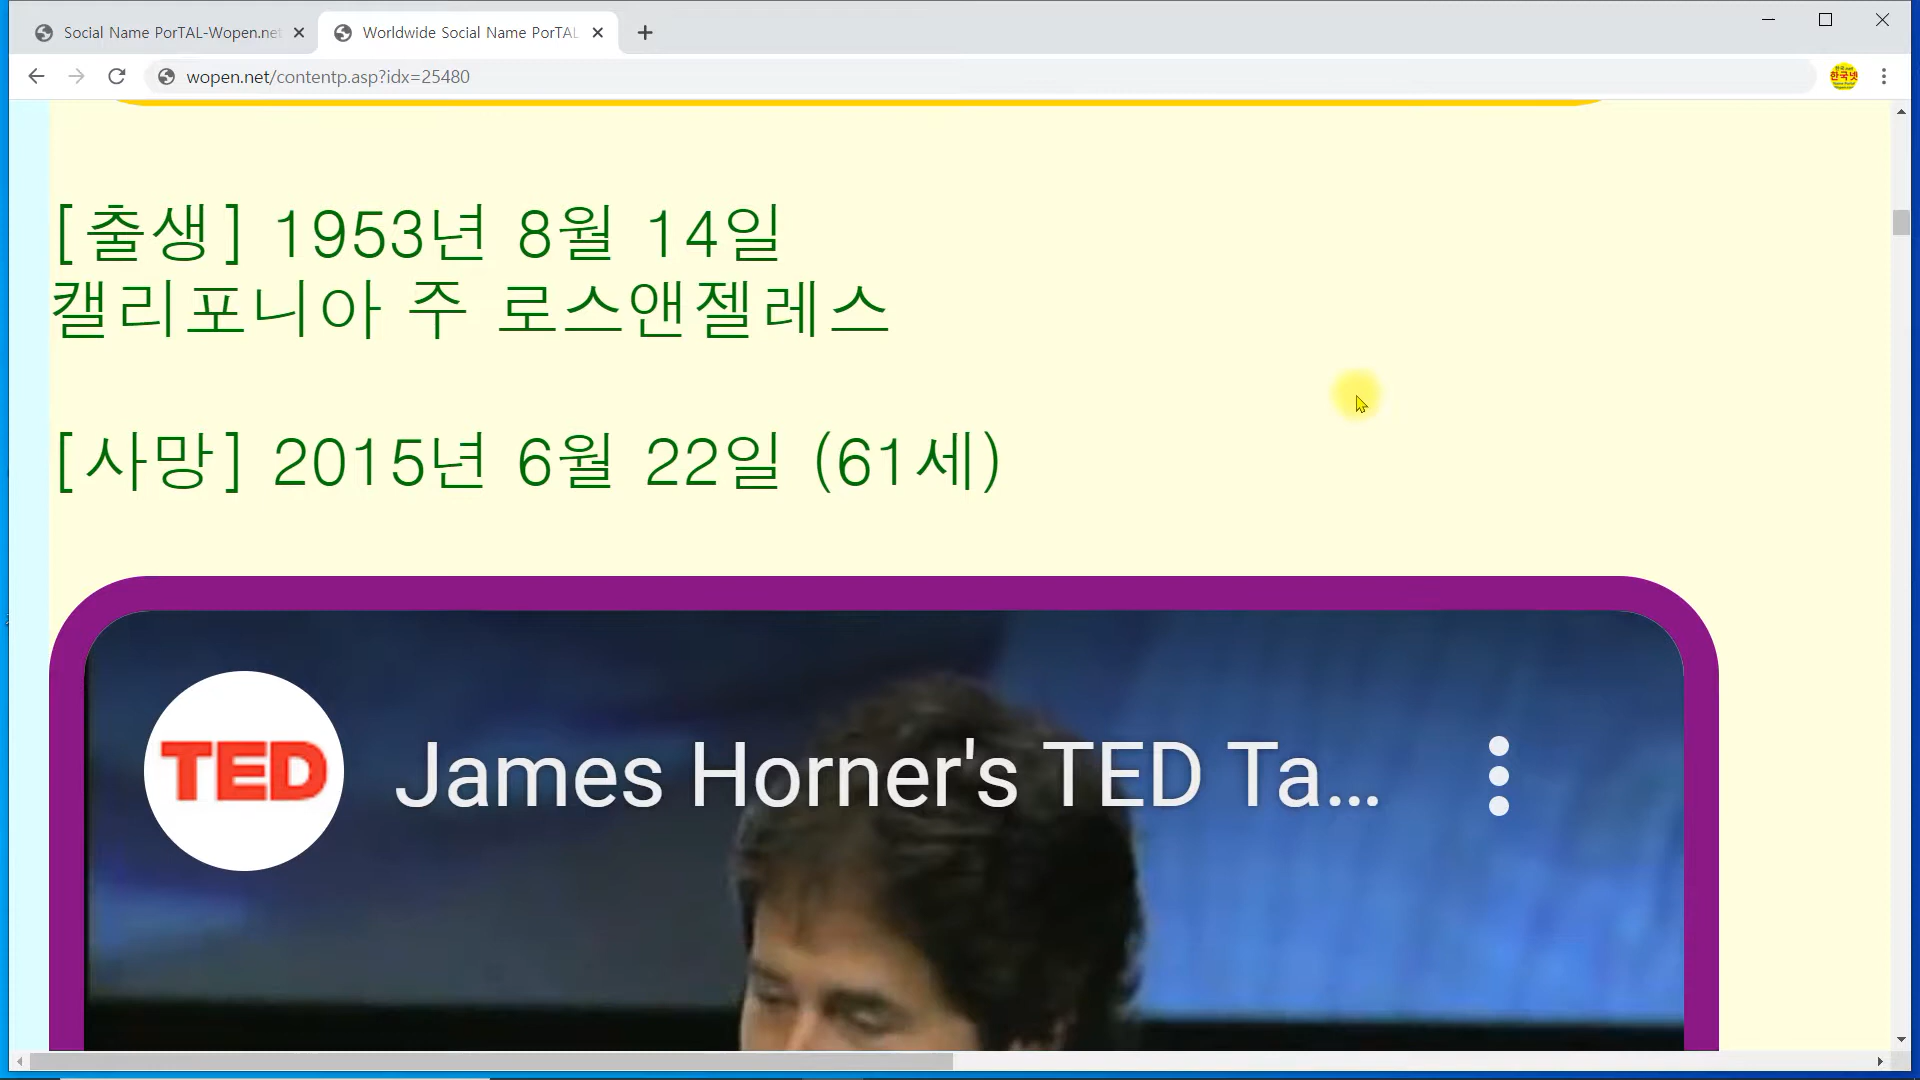 Social Name PorTAL-Wopen.net
Worldwide Social Name PorTAL
wopen.net/contentp.asp?idx=25480
한국넷
[출생] 1953년 8월 14일
캘리포니아 주 로스앤젤레스
[사망] 2015년 6월 22일 (61세)
TED
James Horner's TED Ta...